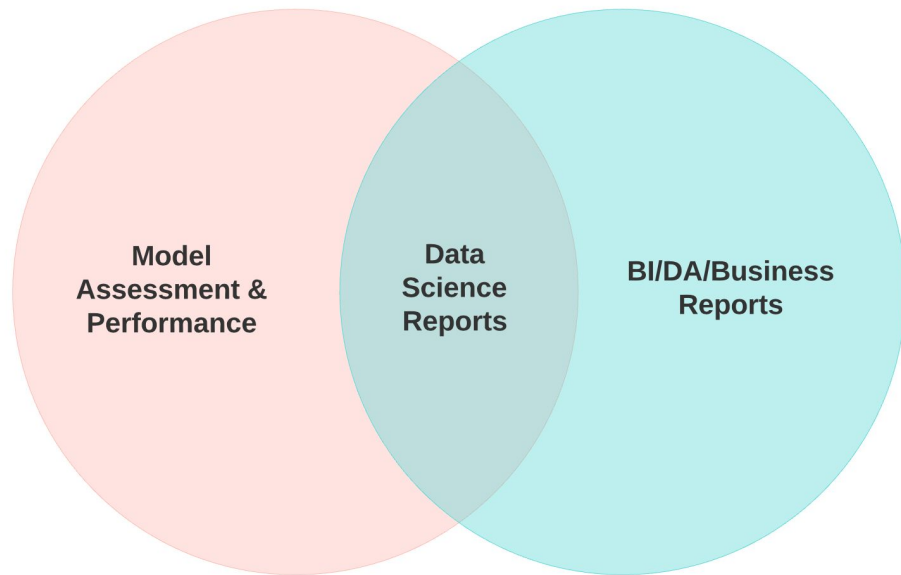 Model
Assessment &
Performance
Data
Science
Reports
BI/DA/Business
Reports